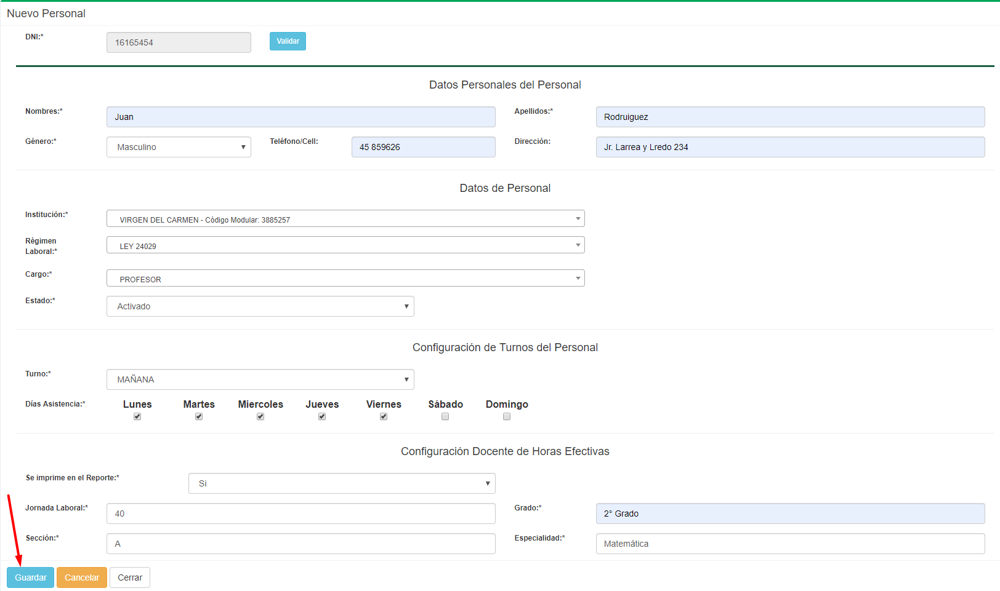 Nuevo Personal
DNI:* 16165454 Validar
Datos Personales del Personal
Nombres:* Juan Apellidos:* Rodruiguez
Género:* Masculino Teléfono/Cell: 45 859626 Dirección: Jr. Larrea y Lredo 234
Datos de Personal
Institución:* VIRGEN DEL CARMEN - Código Modular: 3885257
Régimen
Laboral:* LEY 24029
Cargo:* PROFESOR
Estado:* Activado
Configuración de Turnos del Personal
Turno:* MAÑANA
Días Asistencia:* Lunes Martes Miercoles Jueves Viernes Sábado Domingo
Configuración Docente de Horas Efectivas
Se imprime en el Reporte:* Si
Jornada Laboral:* 40 Grado:* 2° Grado
Sección:* A Especialidad:* Matemática
Guardar Cancelar Cerrar